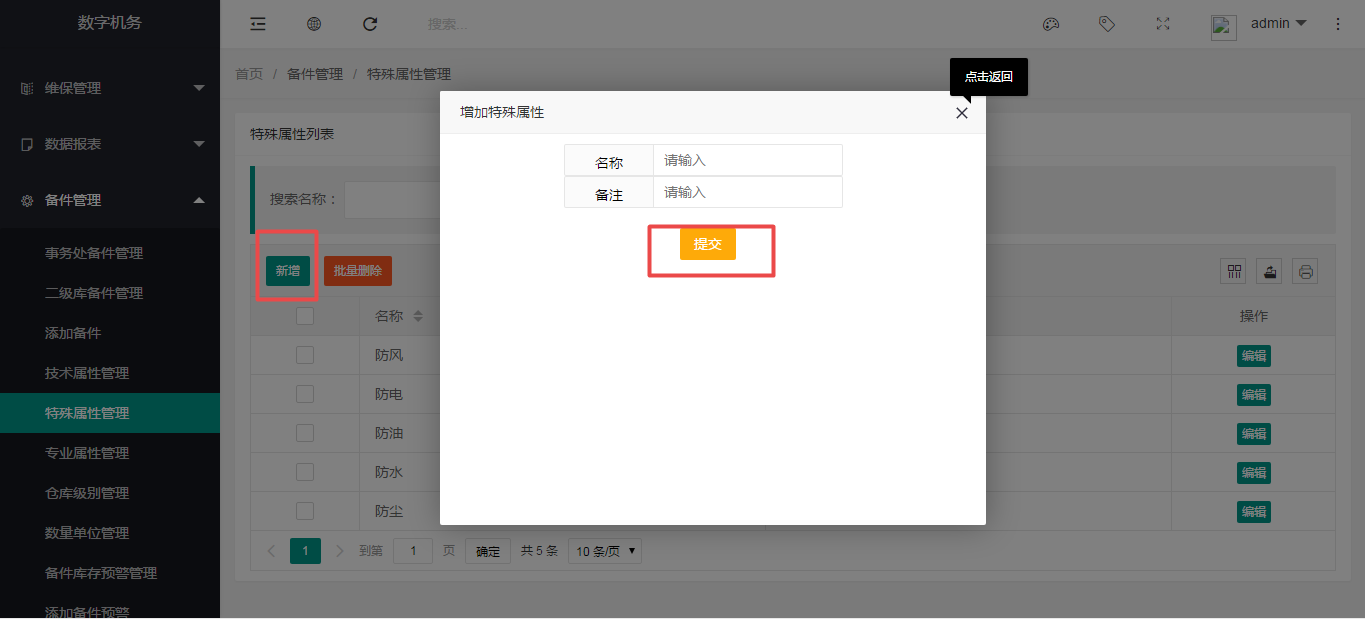 数字机务
搜索...
admin
首页 / 备件管理 / 特殊属性管理
点击返回
维保管理
数据报表
备件管理
事务处备件管理
二级库备件管理
添加备件
技术属性管理
特殊属性管理
专业属性管理
仓库级别管理
数量单位管理
备件库存预警管理
添加备件预警
特殊属性列表
搜索名称：
新增 批量删除
名称 操作
防风 编辑
防电 编辑
防油 编辑
防水 编辑
防尘 编辑
1 到第 1 页 确定 共 5 条 10 条/页
增加特殊属性
名称 请输入
备注 请输入
提交